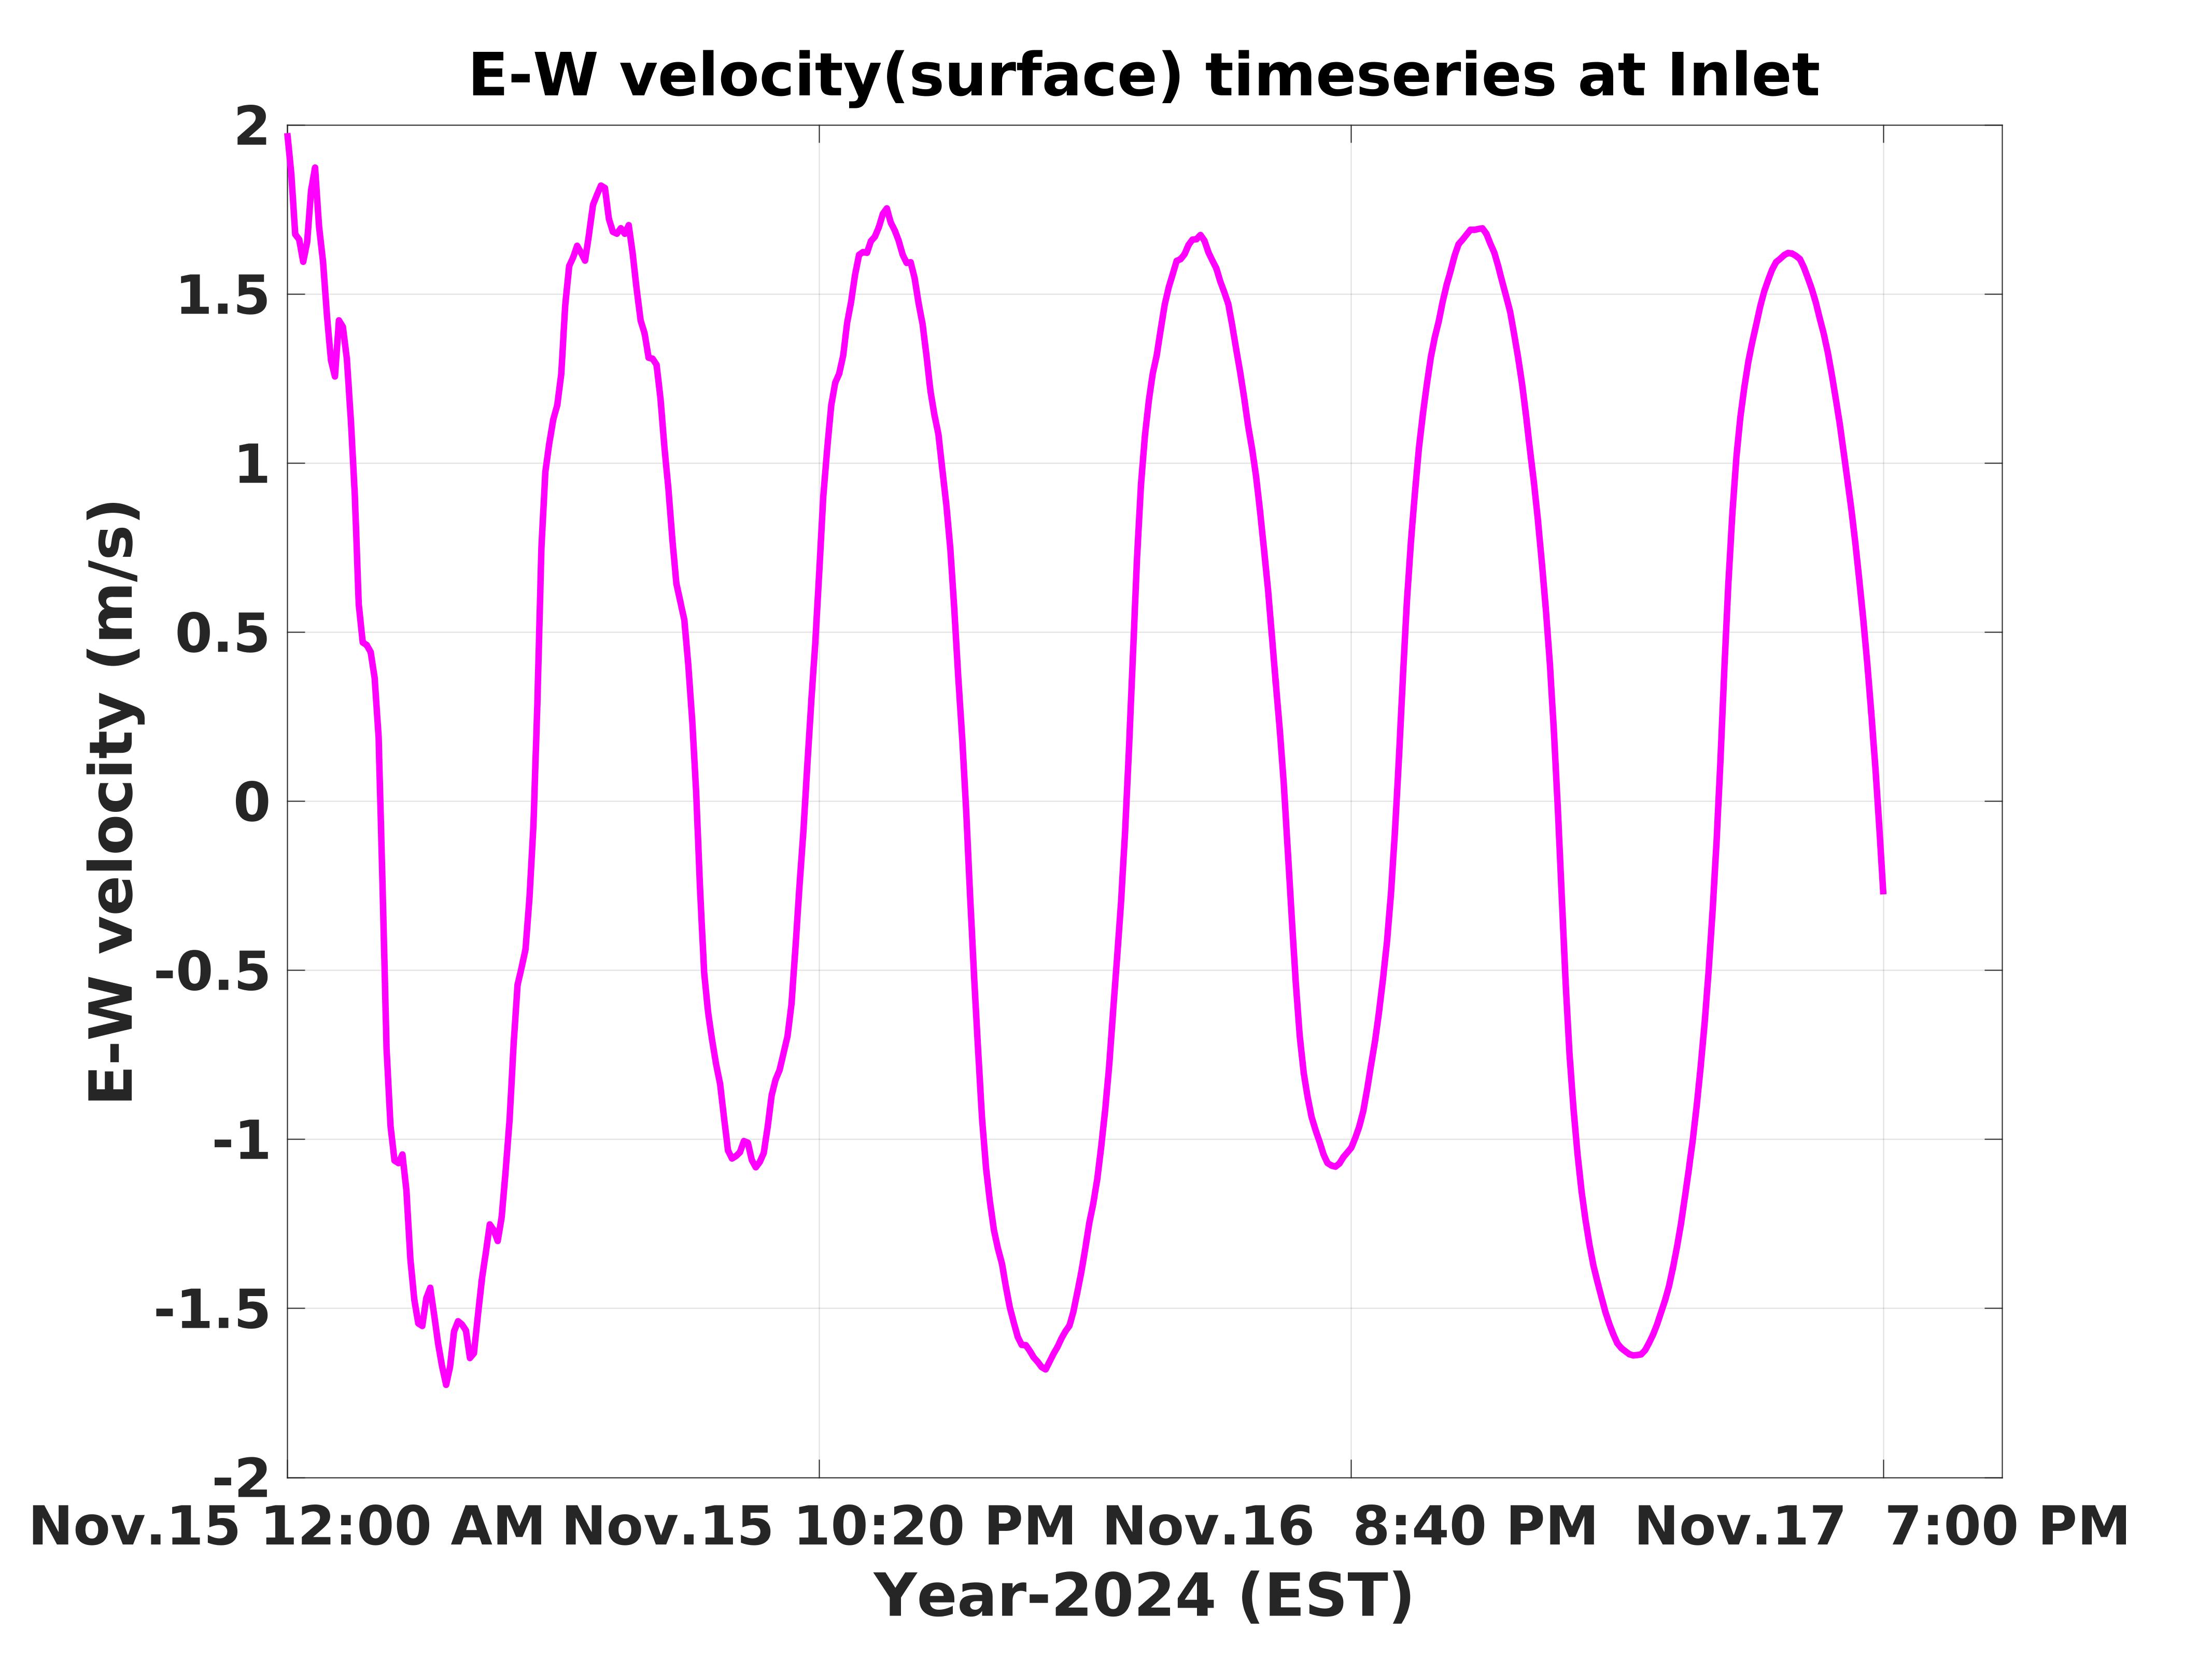 E-W velocity(surface) timeseries at Inlet
E-W velocity (m/s)
2
1.5
1
0.5
0
-0.5
-1
-1.5
-2
Nov.15 12:00 AM Nov.15 10:20 PM Nov.16 8:40 PM Nov.17 7:00 PM
Year-2024 (EST)